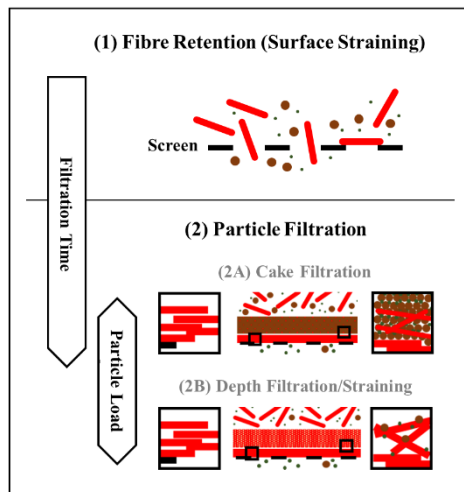 (1) Fibre Retention (Surface Straining)
Screen
Filtration Time
(2) Particle Filtration
(2A) Cake Filtration
Particle Load
(2B) Depth Filtration/Straining